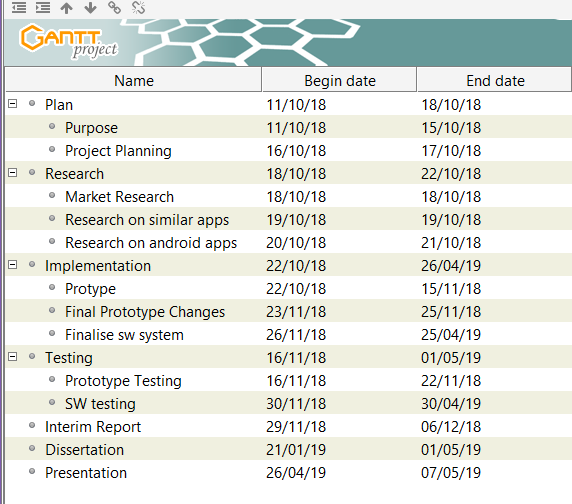 GANTT
project
Name Begin date End date
Plan 11/10/18 18/10/18
Purpose 11/10/18 15/10/18
Project Planning 16/10/18 17/10/18
Research 18/10/18 22/10/18
Market Research 18/10/18 18/10/18
Research on similar apps 19/10/18 19/10/18
Research on android apps 20/10/18 21/10/18
Implementation 22/10/18 26/04/19
Protype 22/10/18 15/11/18
Final Prototype Changes 23/11/18 25/11/18
Finalise sw system 26/11/18 25/04/19
Testing 16/11/18 01/05/19
Prototype Testing 16/11/18 22/11/18
SW testing 30/11/18 30/04/19
Interim Report 29/11/18 06/12/18
Dissertation 21/01/19 01/05/19
Presentation 26/04/19 07/05/19